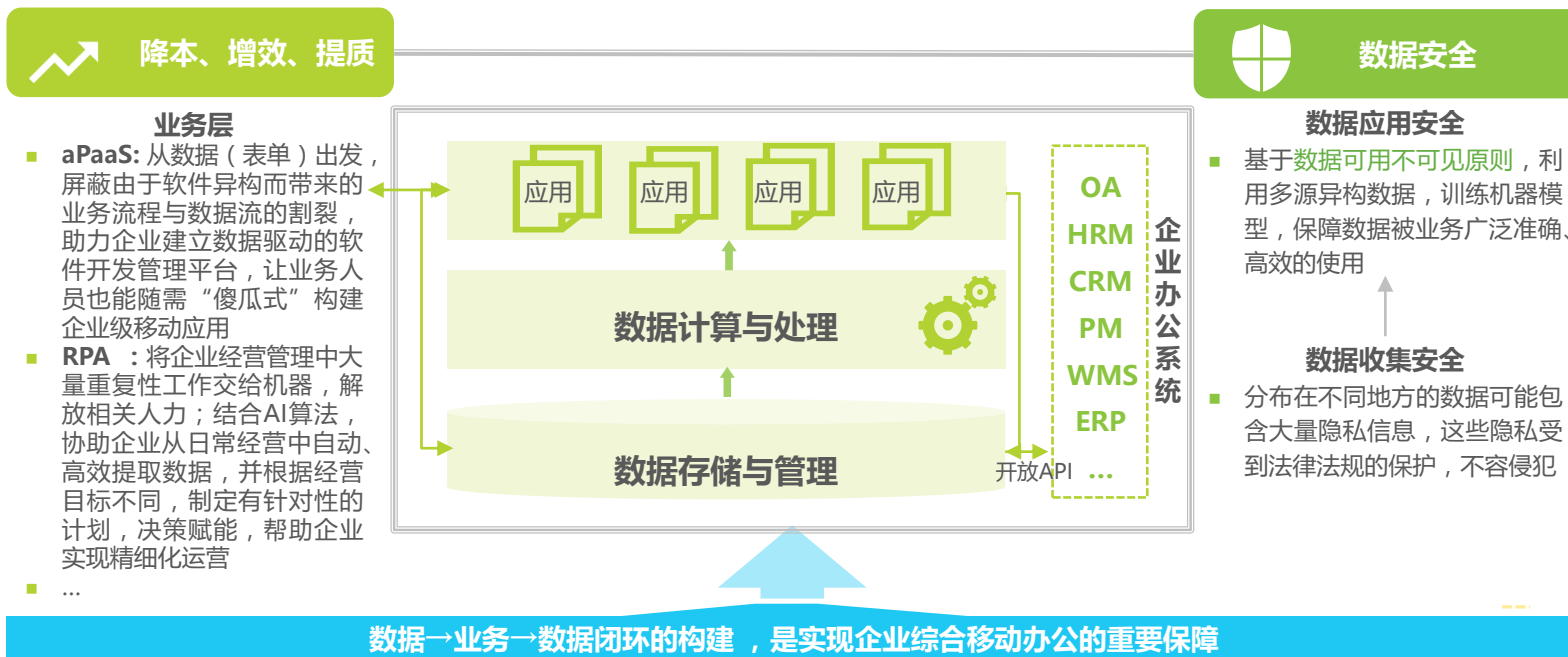 降本、增效、提质
业务层
■ aPaaS: 从数据（表单）出发，
屏蔽由于软件异构而带来的
业务流程与数据流的割裂，
助力企业建立数据驱动的软
件开发管理平台，让业务人
员也能随需“傻瓜式”构建
企业级移动应用
■ RPA ：将企业经营管理中大
量重复性工作交给机器，解
放相关人力；结合AI算法，
协助企业从日常经营中自动、
高效提取数据，并根据经营
目标不同，制定有针对性的
计划，决策赋能，帮助企业
实现精细化运营
■ ...
应用 应用 应用 应用
数据计算与处理
数据存储与管理
开放API
OA
HRM
CRM
PM
WMS
ERP
...
企业办公系统
数据安全
数据应用安全
■ 基于数据可用不可见原则，利
用多源异构数据，训练机器模
型，保障数据被业务广泛准确、
高效的使用
数据收集安全
■ 分布在不同地方的数据可能包
含大量隐私信息，这些隐私受
到法律法规的保护，不容侵犯
数据→业务→数据闭环的构建 ，是实现企业综合移动办公的重要保障